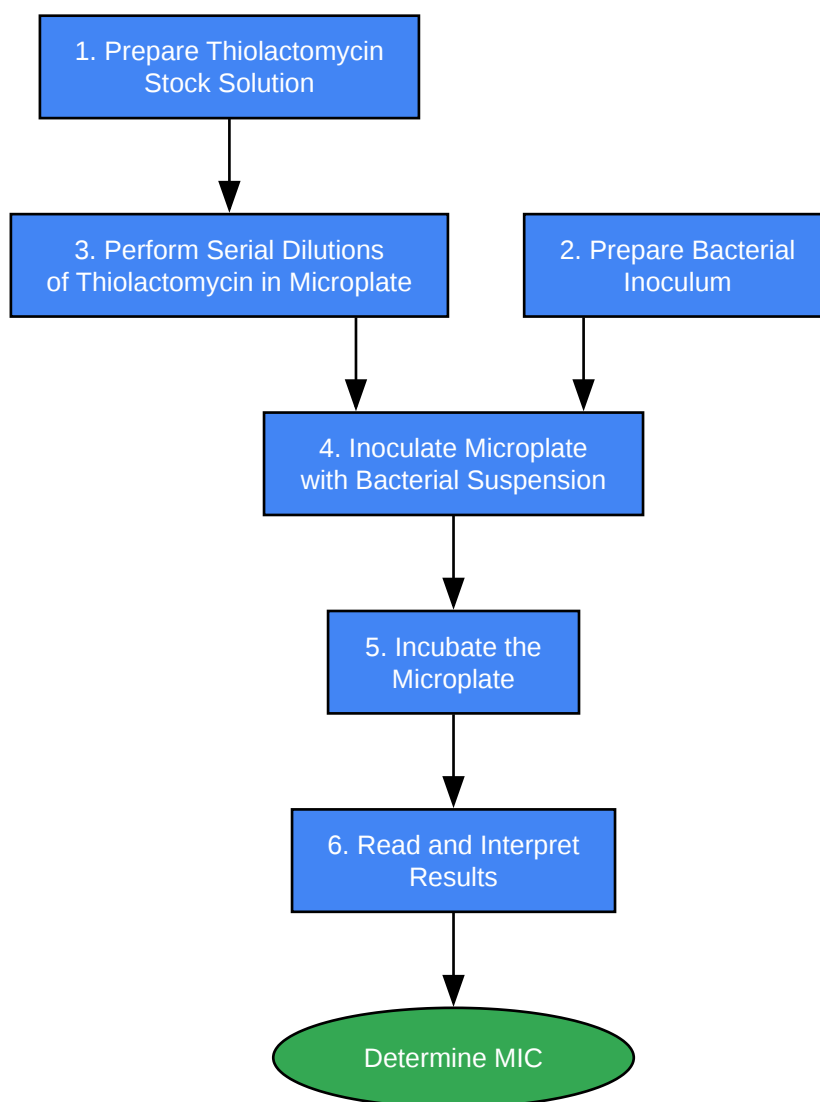 1. Prepare Thiolactomycin
Stock Solution
3. Perform Serial Dilutions
of Thiolactomycin in Microplate
2. Prepare Bacterial
Inoculum
4. Inoculate Microplate
with Bacterial Suspension
5. Incubate the
Microplate
6. Read and Interpret
Results
Determine MIC